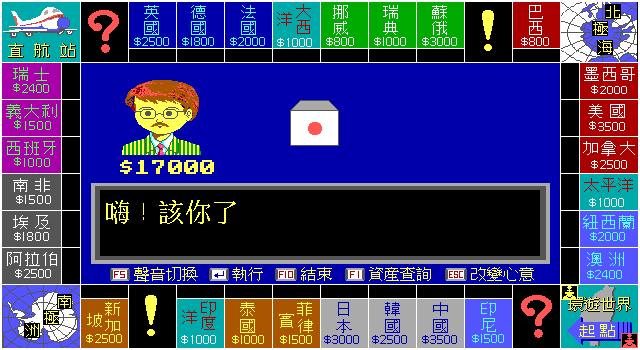 直航站
?
英國
$2500
德國
$1800
法國
$2000
大西洋
$1000
挪威
$800
瑞典
$1000
蘇俄
$3000
!
巴西
$800
北極海
瑞士
$2400
義大利
$1500
西班牙
$1000
南非
$1500
埃及
$1800
阿拉伯
$2500
$17000
嗨!該你了
F5 聲音切換 ↵ 執行 F10 結束 F1 資産查詢 ESC 改變心意
墨西哥
$2000
美國
$3500
加拿大
$2500
太平洋
$1000
紐西蘭
$2000
澳洲
$2400
南極洲
新加坡
$2500
!
印度洋
$1000
泰國
$1000
菲律賓
$1500
日本
$3000
韓國
$2500
中國
$3500
印尼
$1500
?
環遊世界
起點